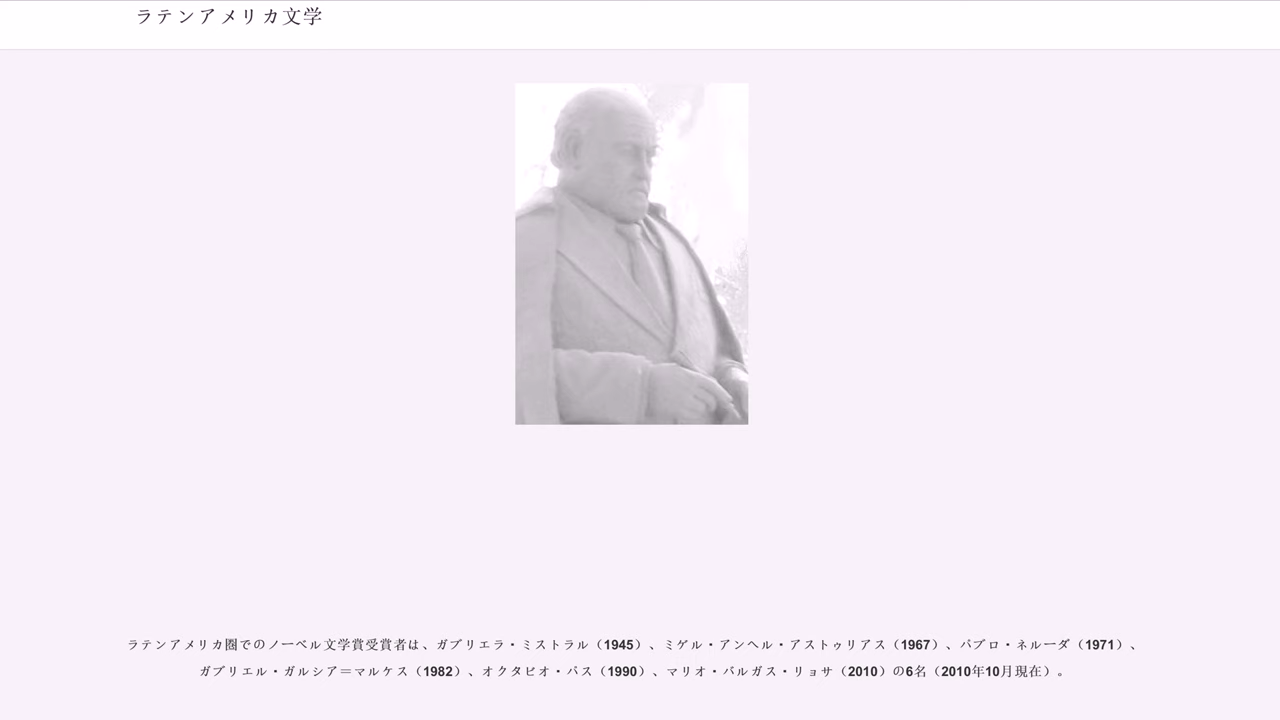 ラテンアメリカ文学
ラテンアメリカ圏でのノーベル文学賞受賞者は、ガブリエラ・ミストラル（1945）、ミゲル・アンヘル・アストゥリアス（1967）、パブロ・ネルーダ（1971）、
ガブリエル・ガルシア＝マルケス（1982）、オクタビオ・パス（1990）、マリオ・バルガス・リョサ（2010）の6名（2010年10月現在）。